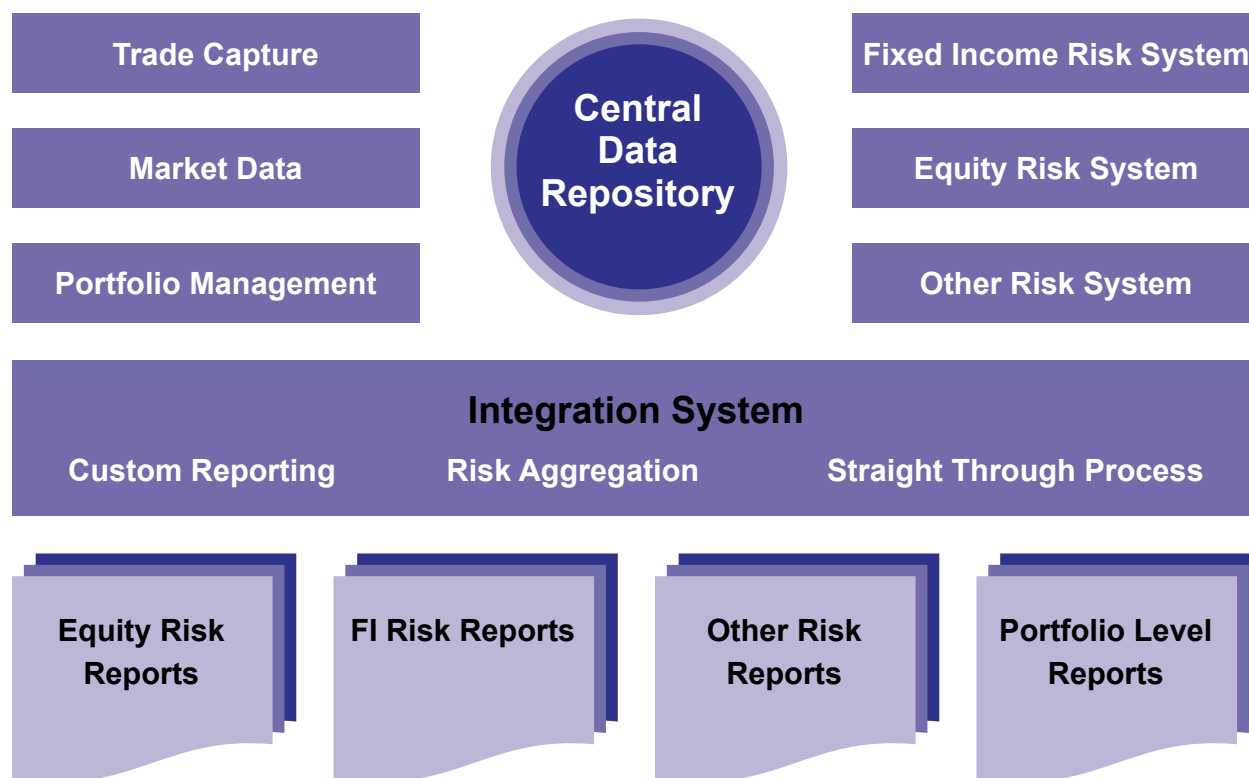 Trade Capture
Market Data
Portfolio Management
Central
Data
Repository
Fixed Income Risk System
Equity Risk System
Other Risk System
Integration System
Custom Reporting
Risk Aggregation
Straight Through Process
Equity Risk
Reports
FI Risk Reports
Other Risk
Reports
Portfolio Level
Reports